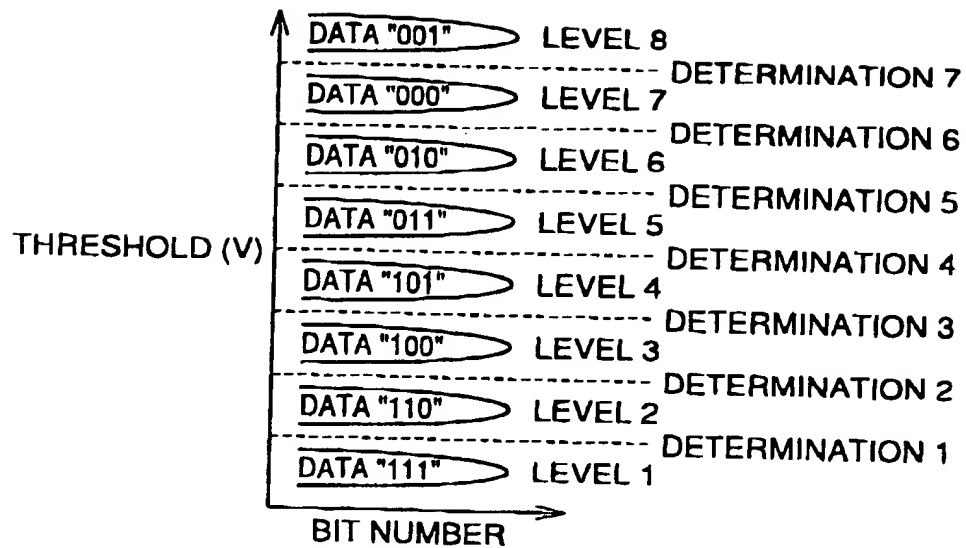 DATA "001" LEVEL 8
DETERMINATION 7
DATA "000" LEVEL 7
DETERMINATION 6
DATA "010" LEVEL 6
DETERMINATION 5
DATA "011" LEVEL 5
THRESHOLD (V)
DETERMINATION 4
DATA "101" LEVEL 4
DETERMINATION 3
DATA "100" LEVEL 3
DETERMINATION 2
DATA "110" LEVEL 2
DETERMINATION 1
DATA "111" LEVEL 1
BIT NUMBER